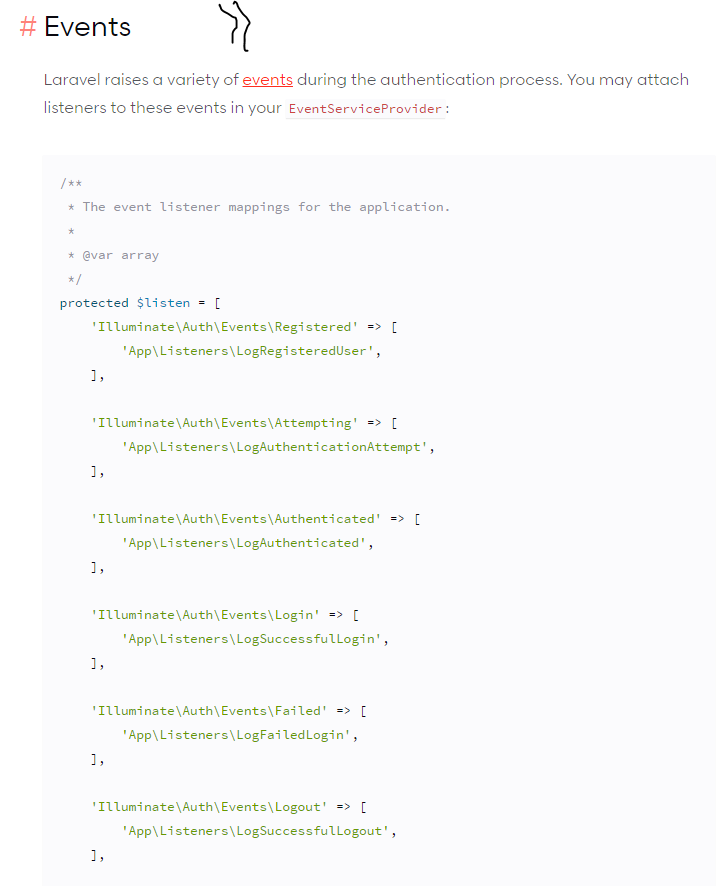 # Events
Laravel raises a variety of events during the authentication process. You may attach
listeners to these events in your EventServiceProvider:
/**
 * The event listener mappings for the application.
 *
 * @var array
 */
protected $listen = [
    'Illuminate\Auth\Events\Registered' => [
        'App\Listeners\LogRegisteredUser',
    ],

    'Illuminate\Auth\Events\Attempting' => [
        'App\Listeners\LogAuthenticationAttempt',
    ],

    'Illuminate\Auth\Events\Authenticated' => [
        'App\Listeners\LogAuthenticated',
    ],

    'Illuminate\Auth\Events\Login' => [
        'App\Listeners\LogSuccessfulLogin',
    ],

    'Illuminate\Auth\Events\Failed' => [
        'App\Listeners\LogFailedLogin',
    ],

    'Illuminate\Auth\Events\Logout' => [
        'App\Listeners\LogSuccessfulLogout',
    ],